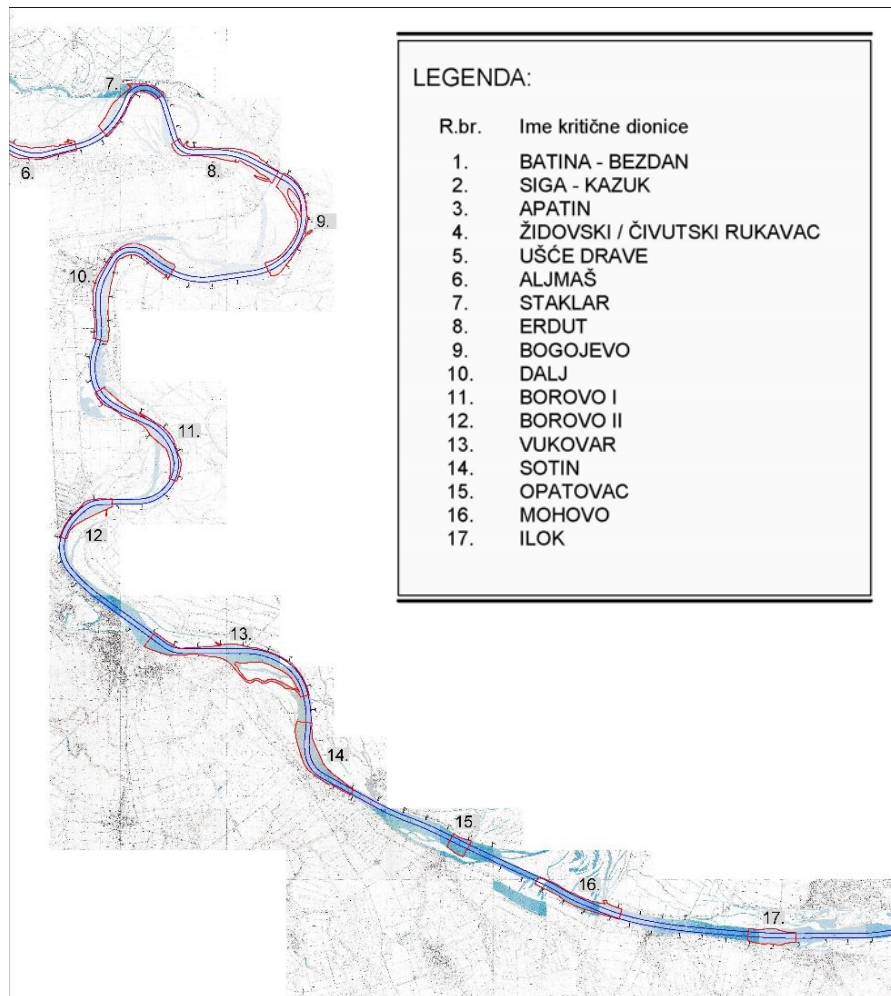 LEGENDA:
R.br. Ime kritične dionice
1. BATINA - BEZDAN
2. SIGA - KAZUK
3. APATIN
4. ŽIDOVSKI / ČIVUTSKI RUKAVAC
5. UŠĆE DRAVE
6. ALJMAŠ
7. STAKLAR
8. ERDUT
9. BOGOJEVO
10. DALJ
11. BOROVO I
12. BOROVO II
13. VUKOVAR
14. SOTIN
15. OPATOVAC
16. MOHOVO
17. ILOK
7.
6.
8.
9.
10.
11.
12.
13.
14.
15.
16.
17.